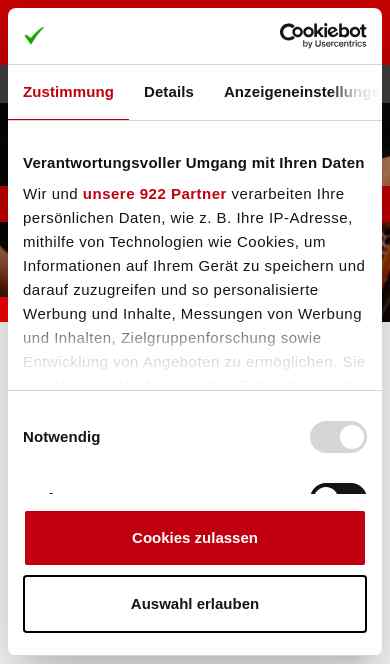 Cookiebot
by Usercentrics
Zustimmung Details Anzeigeneinstellungen
Verantwortungsvoller Umgang mit Ihren Daten
Wir und unsere 922 Partner verarbeiten Ihre
persönlichen Daten, wie z. B. Ihre IP-Adresse,
mithilfe von Technologien wie Cookies, um
Informationen auf Ihrem Gerät zu speichern und
darauf zuzugreifen und so personalisierte
Werbung und Inhalte, Messungen von Werbung
und Inhalten, Zielgruppenforschung sowie
Entwicklung von Angeboten zu ermöglichen. Sie
Notwendig
Cookies zulassen
Auswahl erlauben